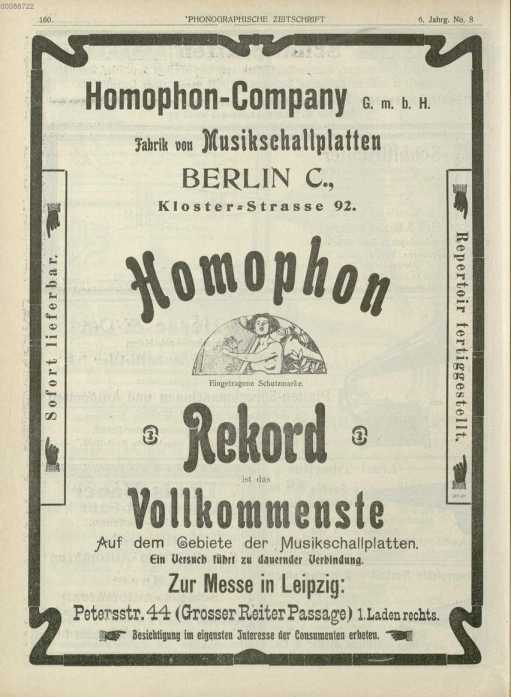 00086722
160.
"PHONOGRAPHISCHE ZEITSCHRIFT
6. Jahrg. No. 8
Homophon-Company G. m. b. H.
Fabrik von Musikschallplatten
BERLIN C.,
Kloster-Strasse 92.
Sofort lieferbar.
Repertoir fertiggestellt.
Homophon
Eingetragene Schutzmarke.
Rekord
ist das
Vollkommenste
Auf dem Gebiete der Musikschallplatten.
Ein Versuch führt zu dauernder Verbindung.
Zur Messe in Leipzig:
Petersstr. 44 (Grosser Reiter Passage) 1. Laden rechts.
Besichtigung im eigensten Interesse der Consumenten erbeten.